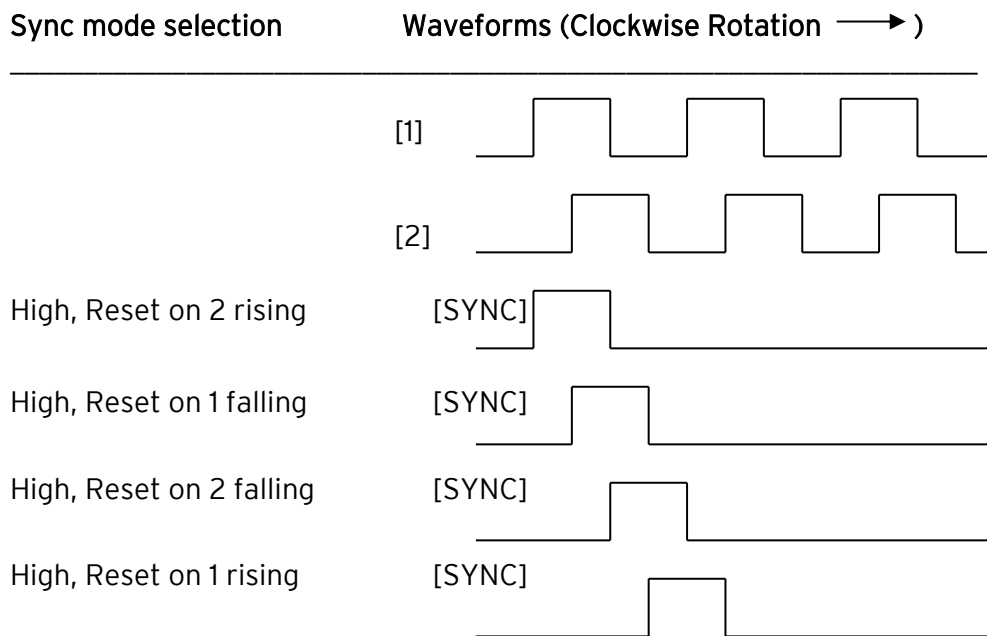 Sync mode selection Waveforms (Clockwise Rotation → )
[1]
[2]
High, Reset on 2 rising [SYNC]
High, Reset on 1 falling [SYNC]
High, Reset on 2 falling [SYNC]
High, Reset on 1 rising [SYNC]